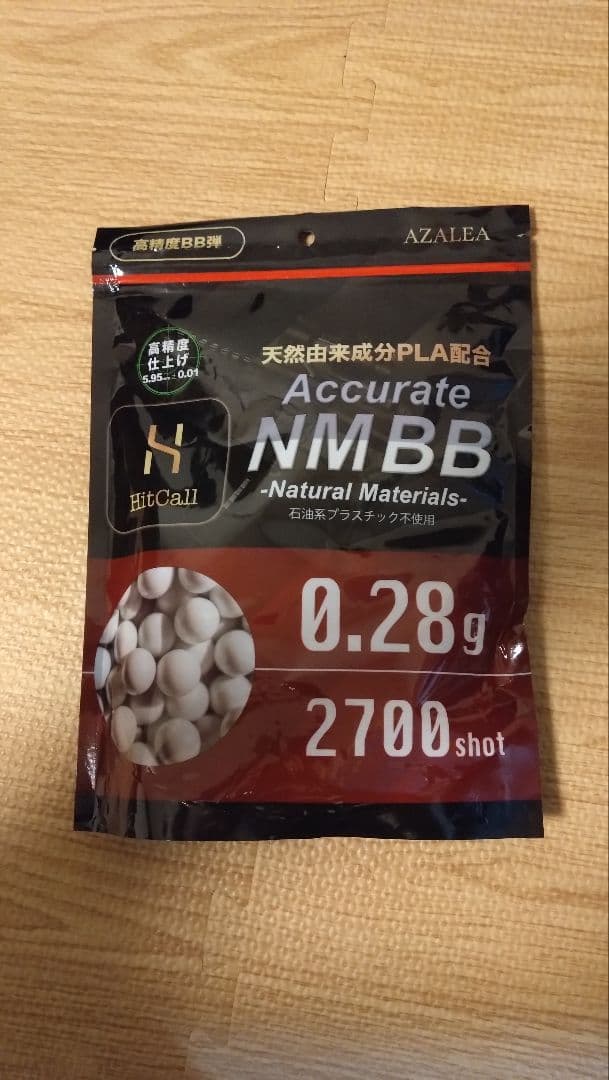 高精度BB弾
AZALEA
高精度
仕上げ
天然由来成分PLA配合
Accurate
NMBB
-Natural Materials-
石油系プラスチック不使用
HitCall
0.28g
2700shot